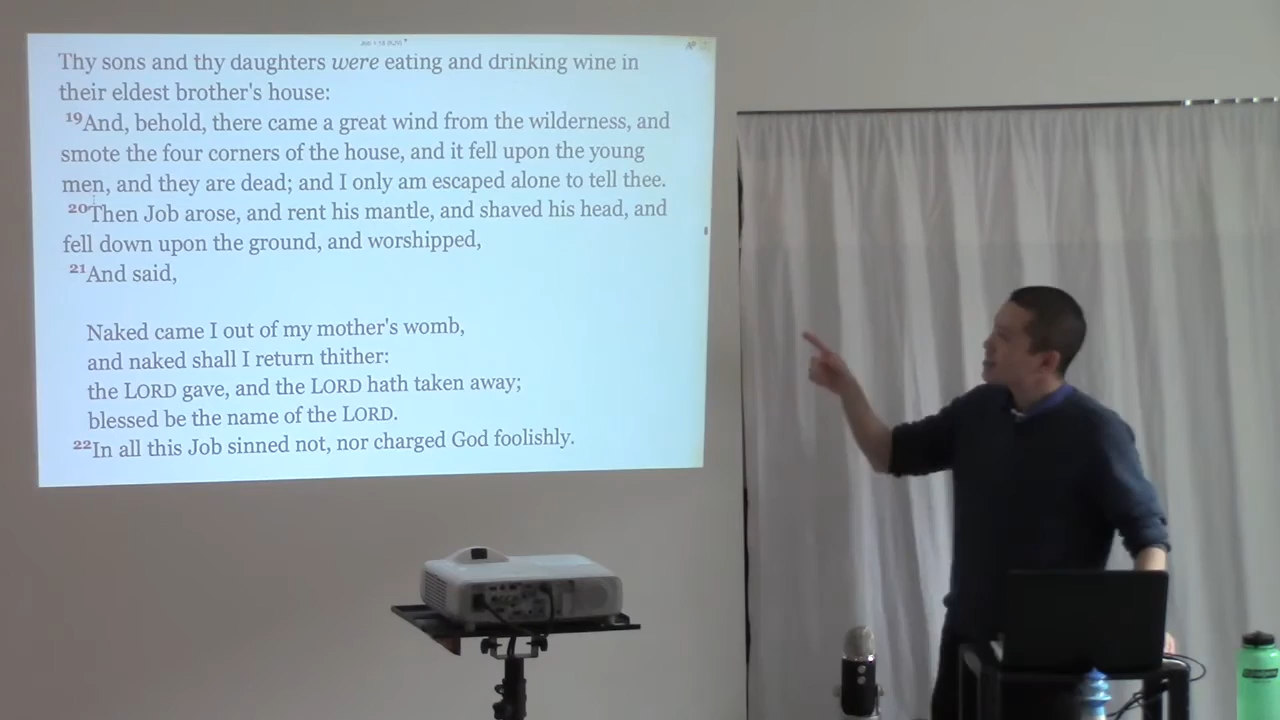 Thy sons and thy daughters were eating and drinking wine in
their eldest brother's house:
19And, behold, there came a great wind from the wilderness, and
smote the four corners of the house, and it fell upon the young
men, and they are dead; and I only am escaped alone to tell thee.
20Then Job arose, and rent his mantle, and shaved his head, and
fell down upon the ground, and worshipped,
21And said,
Naked came I out of my mother's womb,
and naked shall I return thither:
the LORD gave, and the LORD hath taken away;
blessed be the name of the LORD.
22In all this Job sinned not, nor charged God foolishly.